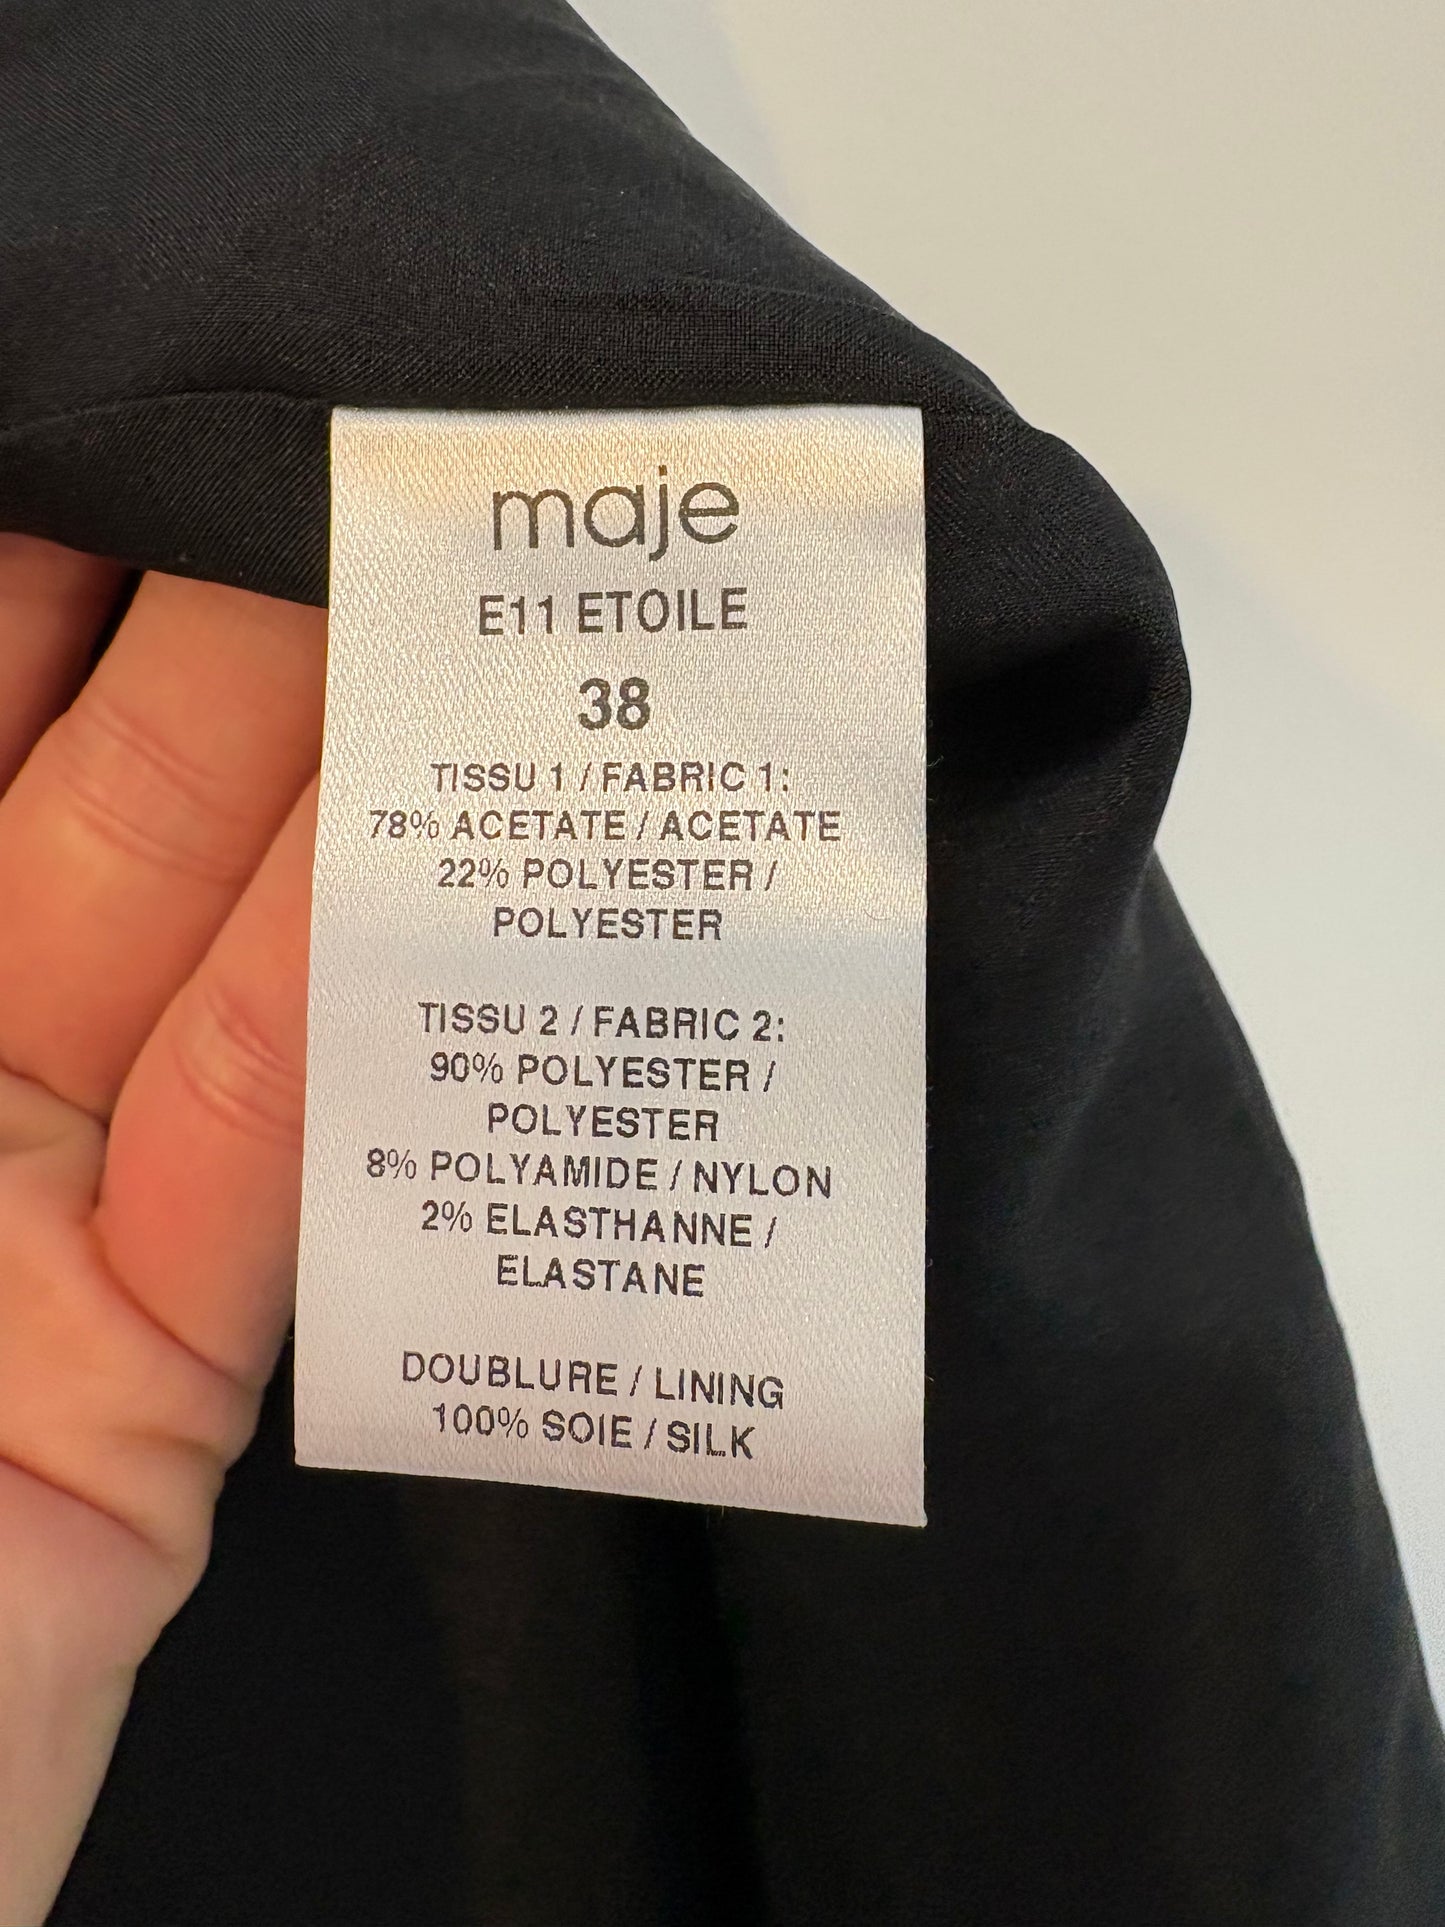 maje
E11 ETOILE
38
TISSU 1 / FABRIC 1:
78% ACETATE / ACETATE
22% POLYESTER /
POLYESTER
TISSU 2 / FABRIC 2:
90% POLYESTER /
POLYESTER
8% POLYAMIDE / NYLON
2% ELASTHANNE /
ELASTANE
DOUBLURE / LINING
100% SOIE / SILK